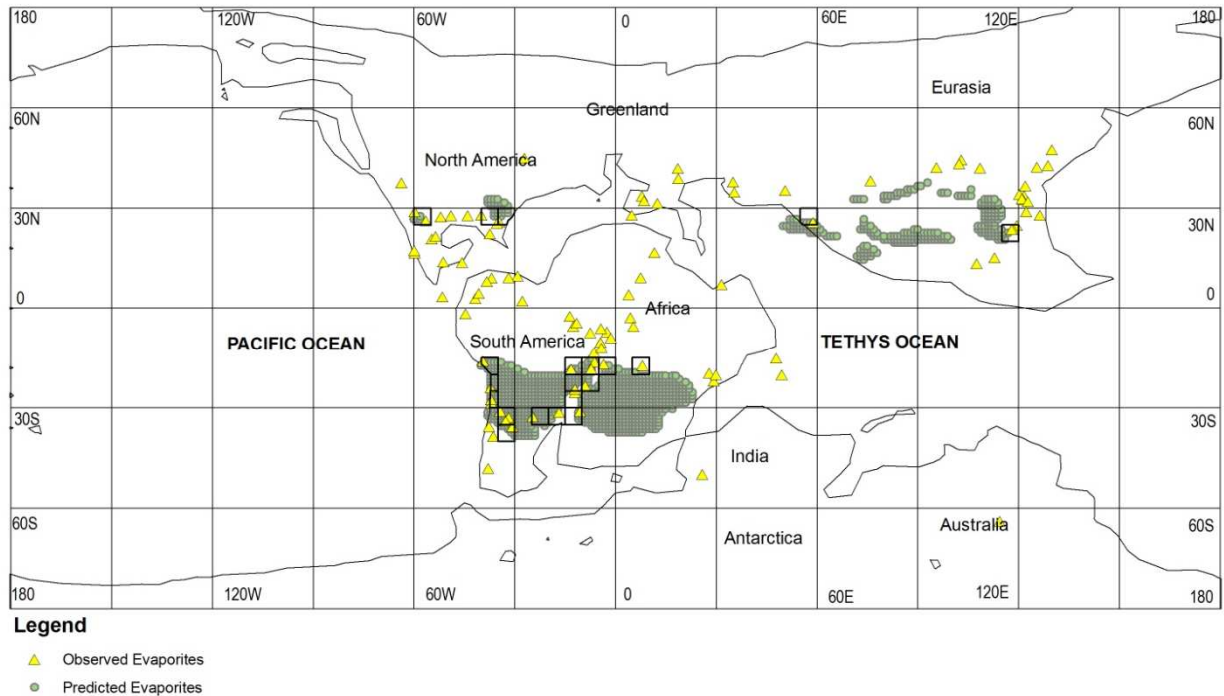 180 120W 60W 0 60E 120E 180
Eurasia
60N Greenland 60N
North America
30N 30N
0 Africa 0
South America
PACIFIC OCEAN TETHYS OCEAN
30S 30S
India
60S Australia 60S
Antarctica
180 120W 60W 0 60E 120E 180
Legend
Observed Evaporites
Predicted Evaporites